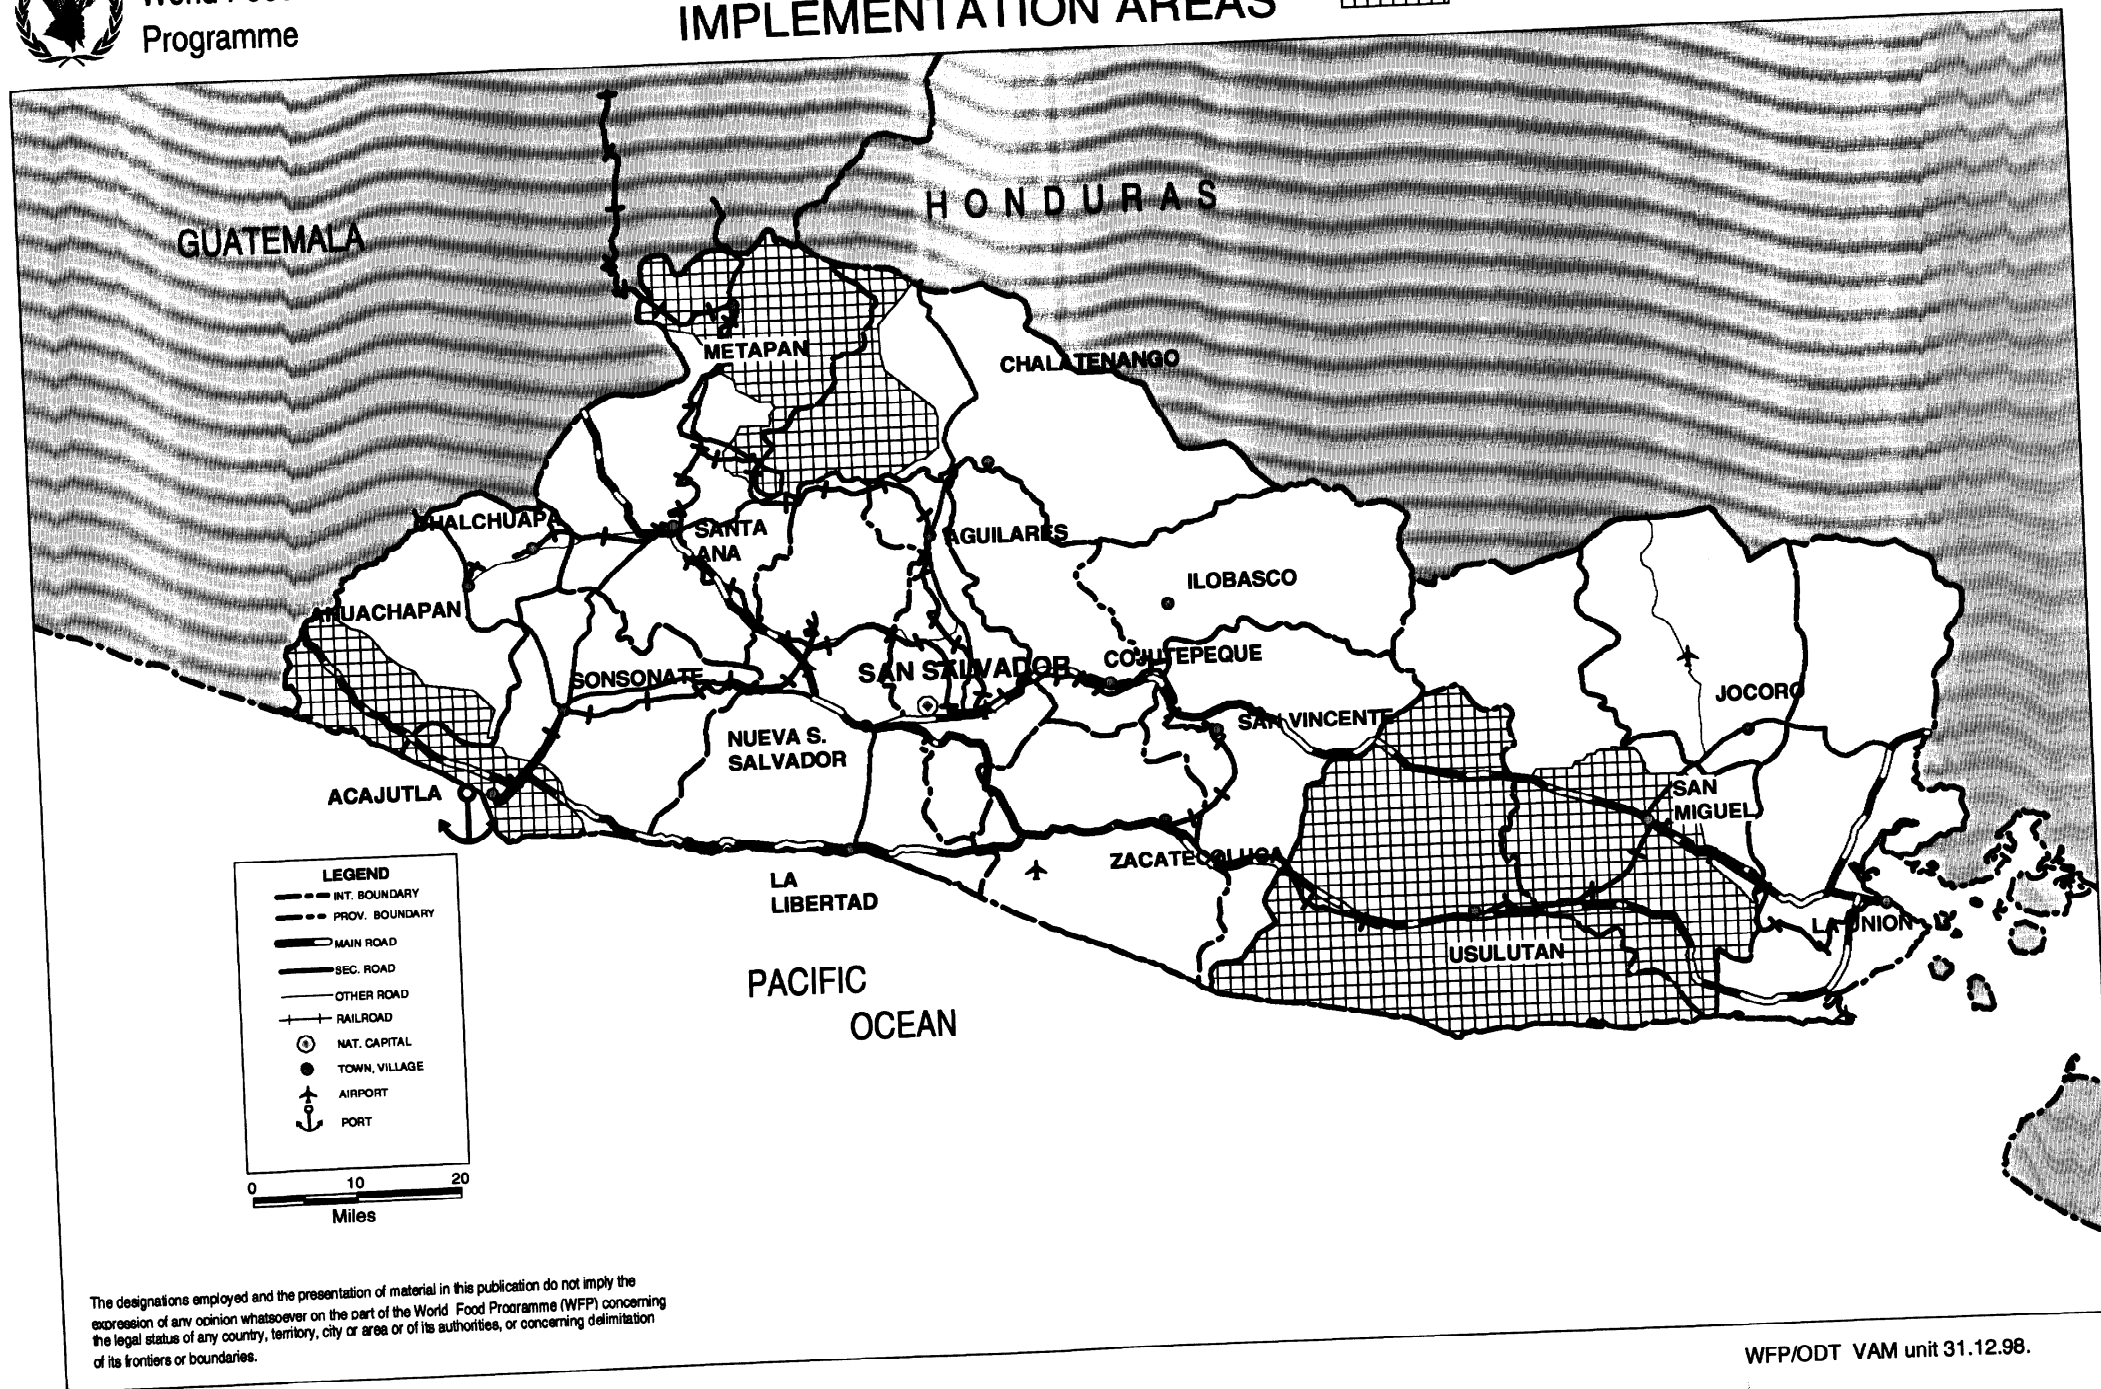 Programme
IMPLEMENTATION AREAS
HONDURAS
GUATEMALA
METAPAN
CHALATENANGO
CHALCHUAPA
SANTA
ANA
AGUILARES
ILOBASCO
AHUACHAPAN
SONSONATE
SAN SALVADOR
COJUTEPEQUE
JOCORO
SAN VINCENTE
NUEVA S.
SALVADOR
ACAJUTLA
SAN
MIGUEL
ZACATECOLUCA
LA
LIBERTAD
LA UNION
USULUTAN
PACIFIC
OCEAN
LEGEND
INT. BOUNDARY
PROV. BOUNDARY
MAIN ROAD
SEC. ROAD
OTHER ROAD
RAILROAD
NAT. CAPITAL
TOWN, VILLAGE
AIRPORT
PORT
0 10 20
Miles
The designations employed and the presentation of material in this publication do not imply the
expression of any opinion whatsoever on the part of the World Food Programme (WFP) concerning
the legal status of any country, territory, city or area or of its authorities, or concerning delimitation
of its frontiers or boundaries.
WFP/ODT VAM unit 31.12.98.